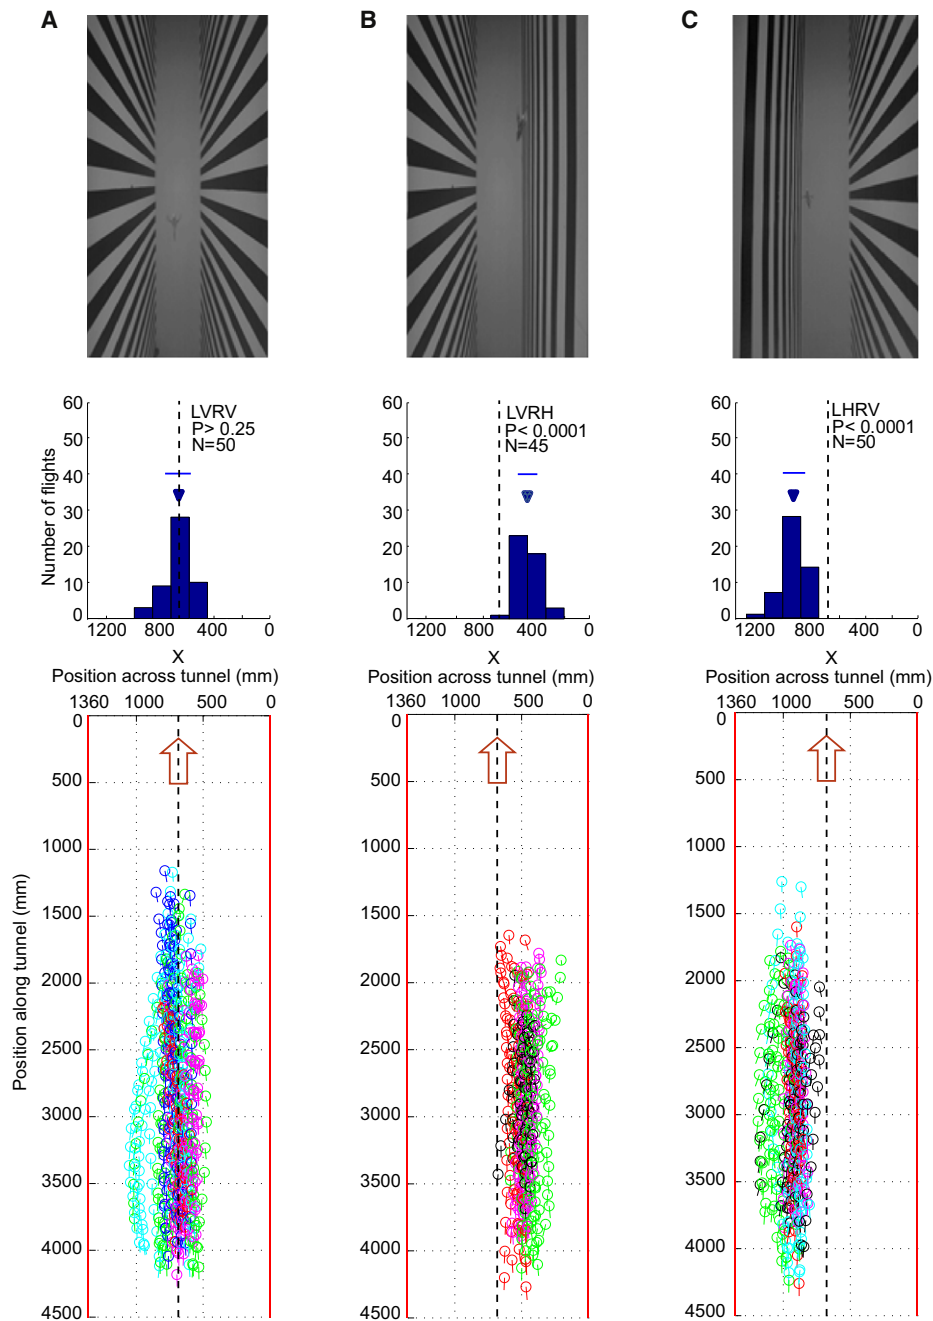 A B C
60
50
40
30
20
10
0
Number of flights
LVRV
P> 0.25
N=50
1200 800 400 0
60
50
40
30
20
10
0
LVRH
P< 0.0001
N=45
1200 800 400 0
60
50
40
30
20
10
0
LHRV
P< 0.0001
N=50
1200 800 400 0
X X X
Position across tunnel (mm) Position across tunnel (mm) Position across tunnel (mm)
1360 1000 500 0
0
500
1000
1500
2000
2500
3000
3500
4000
4500
Position along tunnel (mm)
1360 1000 500 0
0
500
1000
1500
2000
2500
3000
3500
4000
4500
1360 1000 500 0
0
500
1000
1500
2000
2500
3000
3500
4000
4500